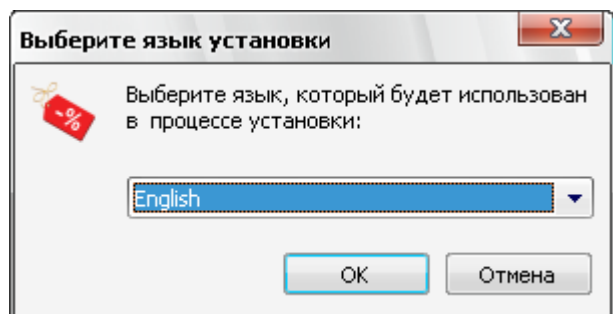 Выберите язык установки
Выберите язык, который будет использован
в процессе установки:
-%
English
OK
Отмена